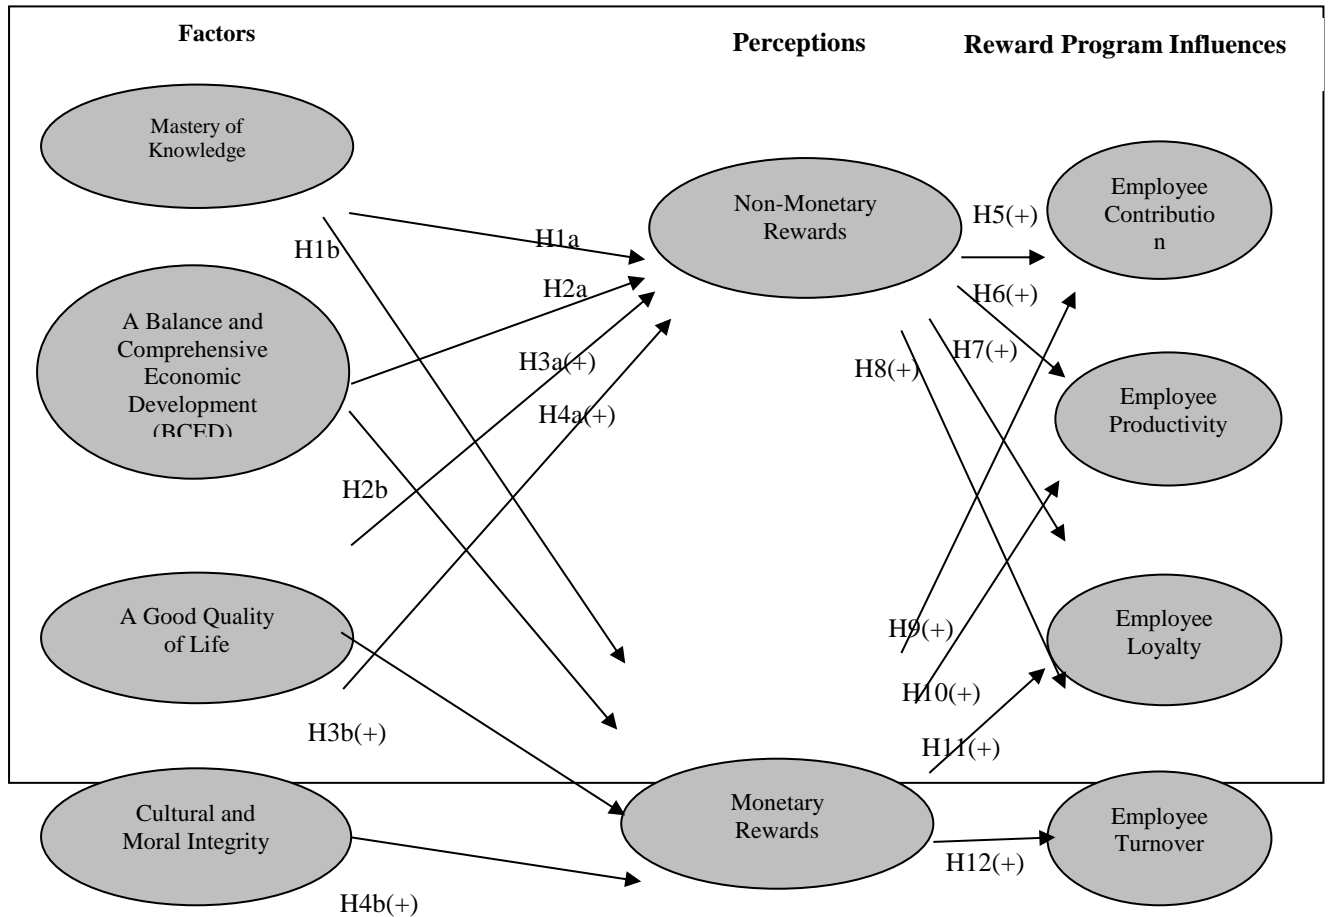 Factors
Perceptions
Reward Program Influences
Mastery of
Knowledge
A Balance and
Comprehensive
Economic
Development
(BCED)
A Good Quality
of Life
Cultural and
Moral Integrity
H1a
H1b
H2a
H3a(+)
H4a(+)
H2b
H3b(+)
H4b(+)
Non-Monetary
Rewards
Monetary
Rewards
H5(+)
H6(+)
H7(+)
H8(+)
H9(+)
H10(+)
H11(+)
H12(+)
Employee
Contributio
n
Employee
Productivity
Employee
Loyalty
Employee
Turnover